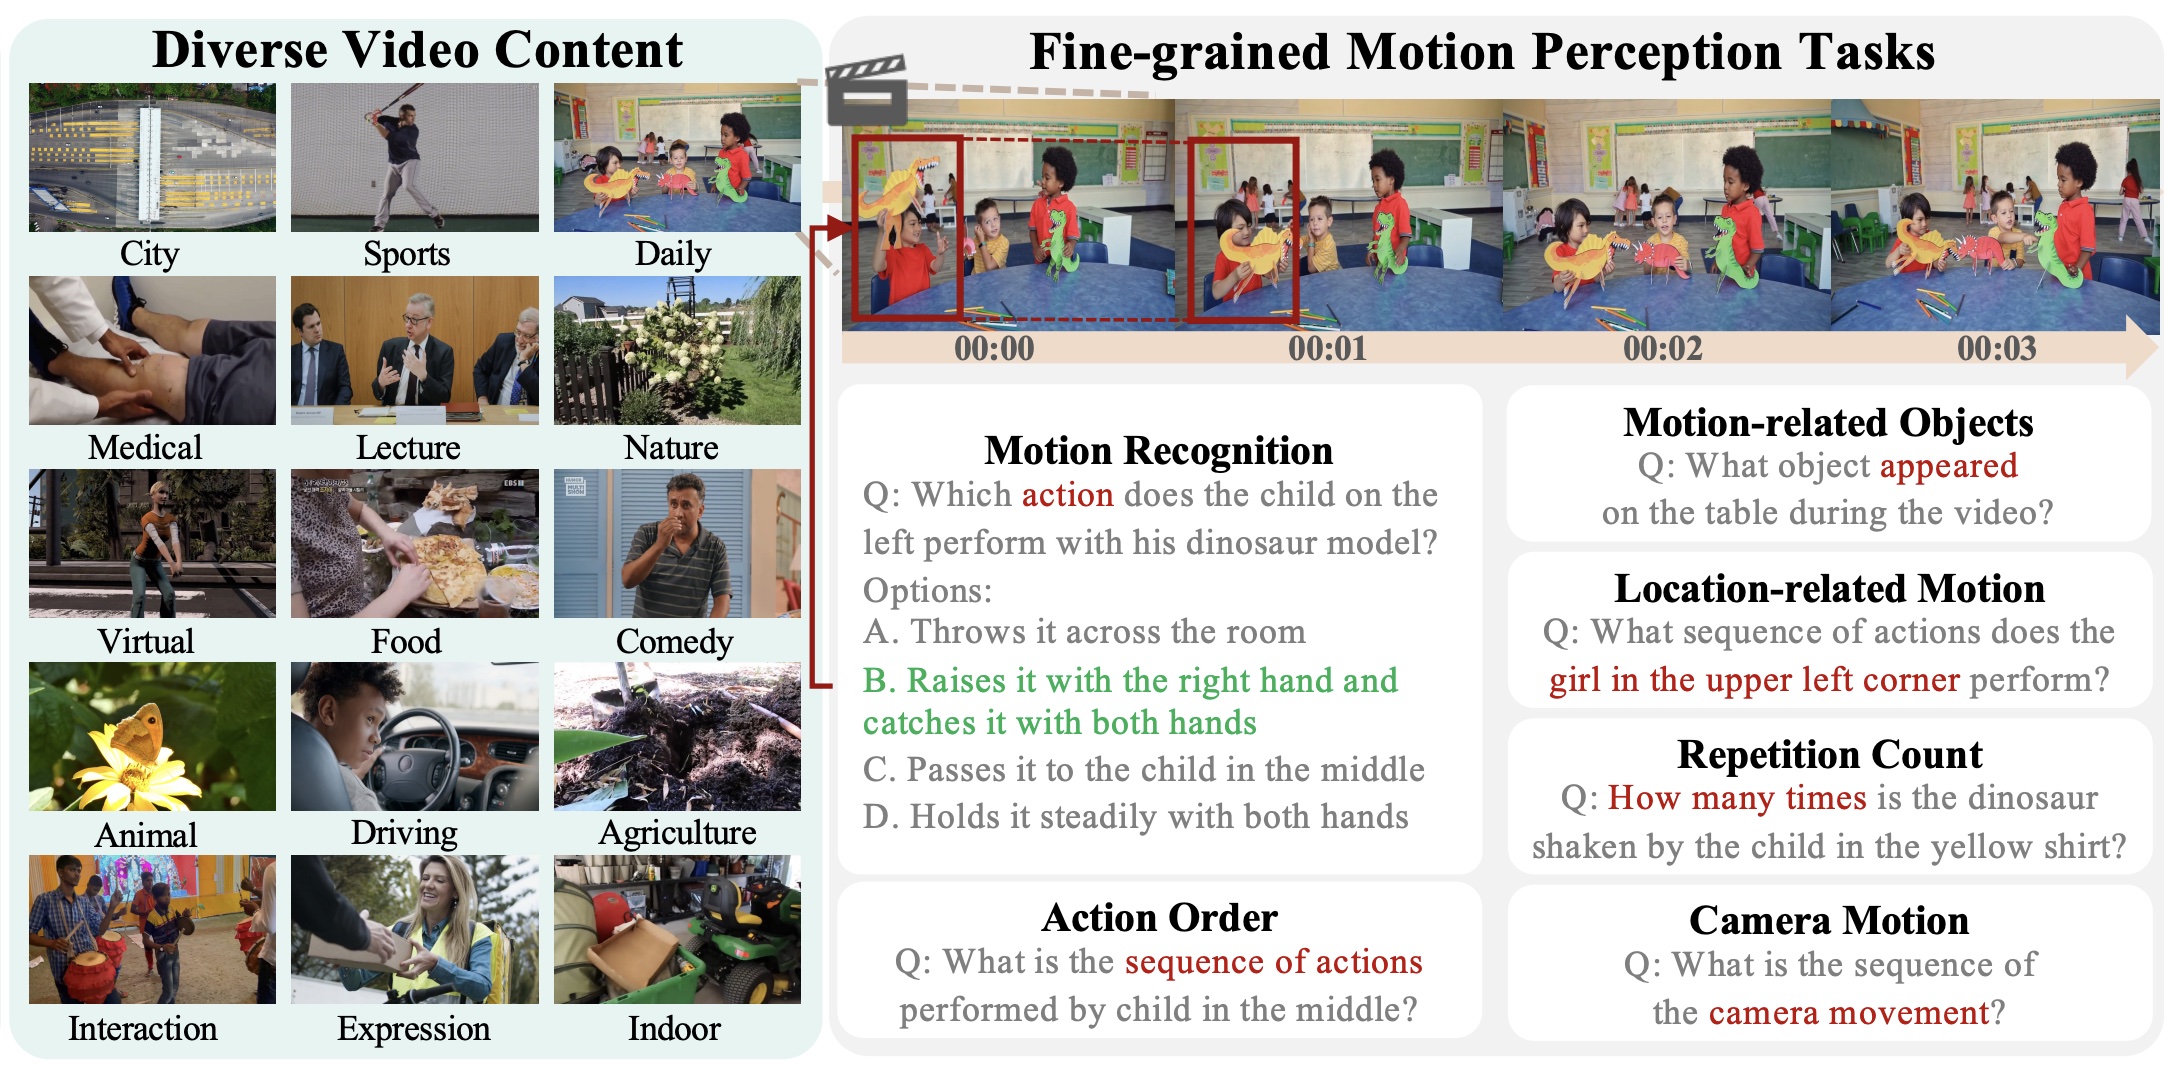 Diverse Video Content
City
Sports
Daily
Medical
Lecture
Nature
EBS
HUMOR
MULTI
SHOW
Virtual
Food
Comedy
Animal
Driving
Agriculture
Interaction
Expression
Indoor
Fine-grained Motion Perception Tasks
00:00
00:01
00:02
00:03
Motion Recognition
Q: Which action does the child on the
left perform with his dinosaur model?
Options:
A. Throws it across the room
B. Raises it with the right hand and
catches it with both hands
C. Passes it to the child in the middle
D. Holds it steadily with both hands
Action Order
Q: What is the sequence of actions
performed by child in the middle?
Motion-related Objects
Q: What object appeared
on the table during the video?
Location-related Motion
Q: What sequence of actions does the
girl in the upper left corner perform?
Repetition Count
Q: How many times is the dinosaur
shaken by the child in the yellow shirt?
Camera Motion
Q: What is the sequence of
the camera movement?